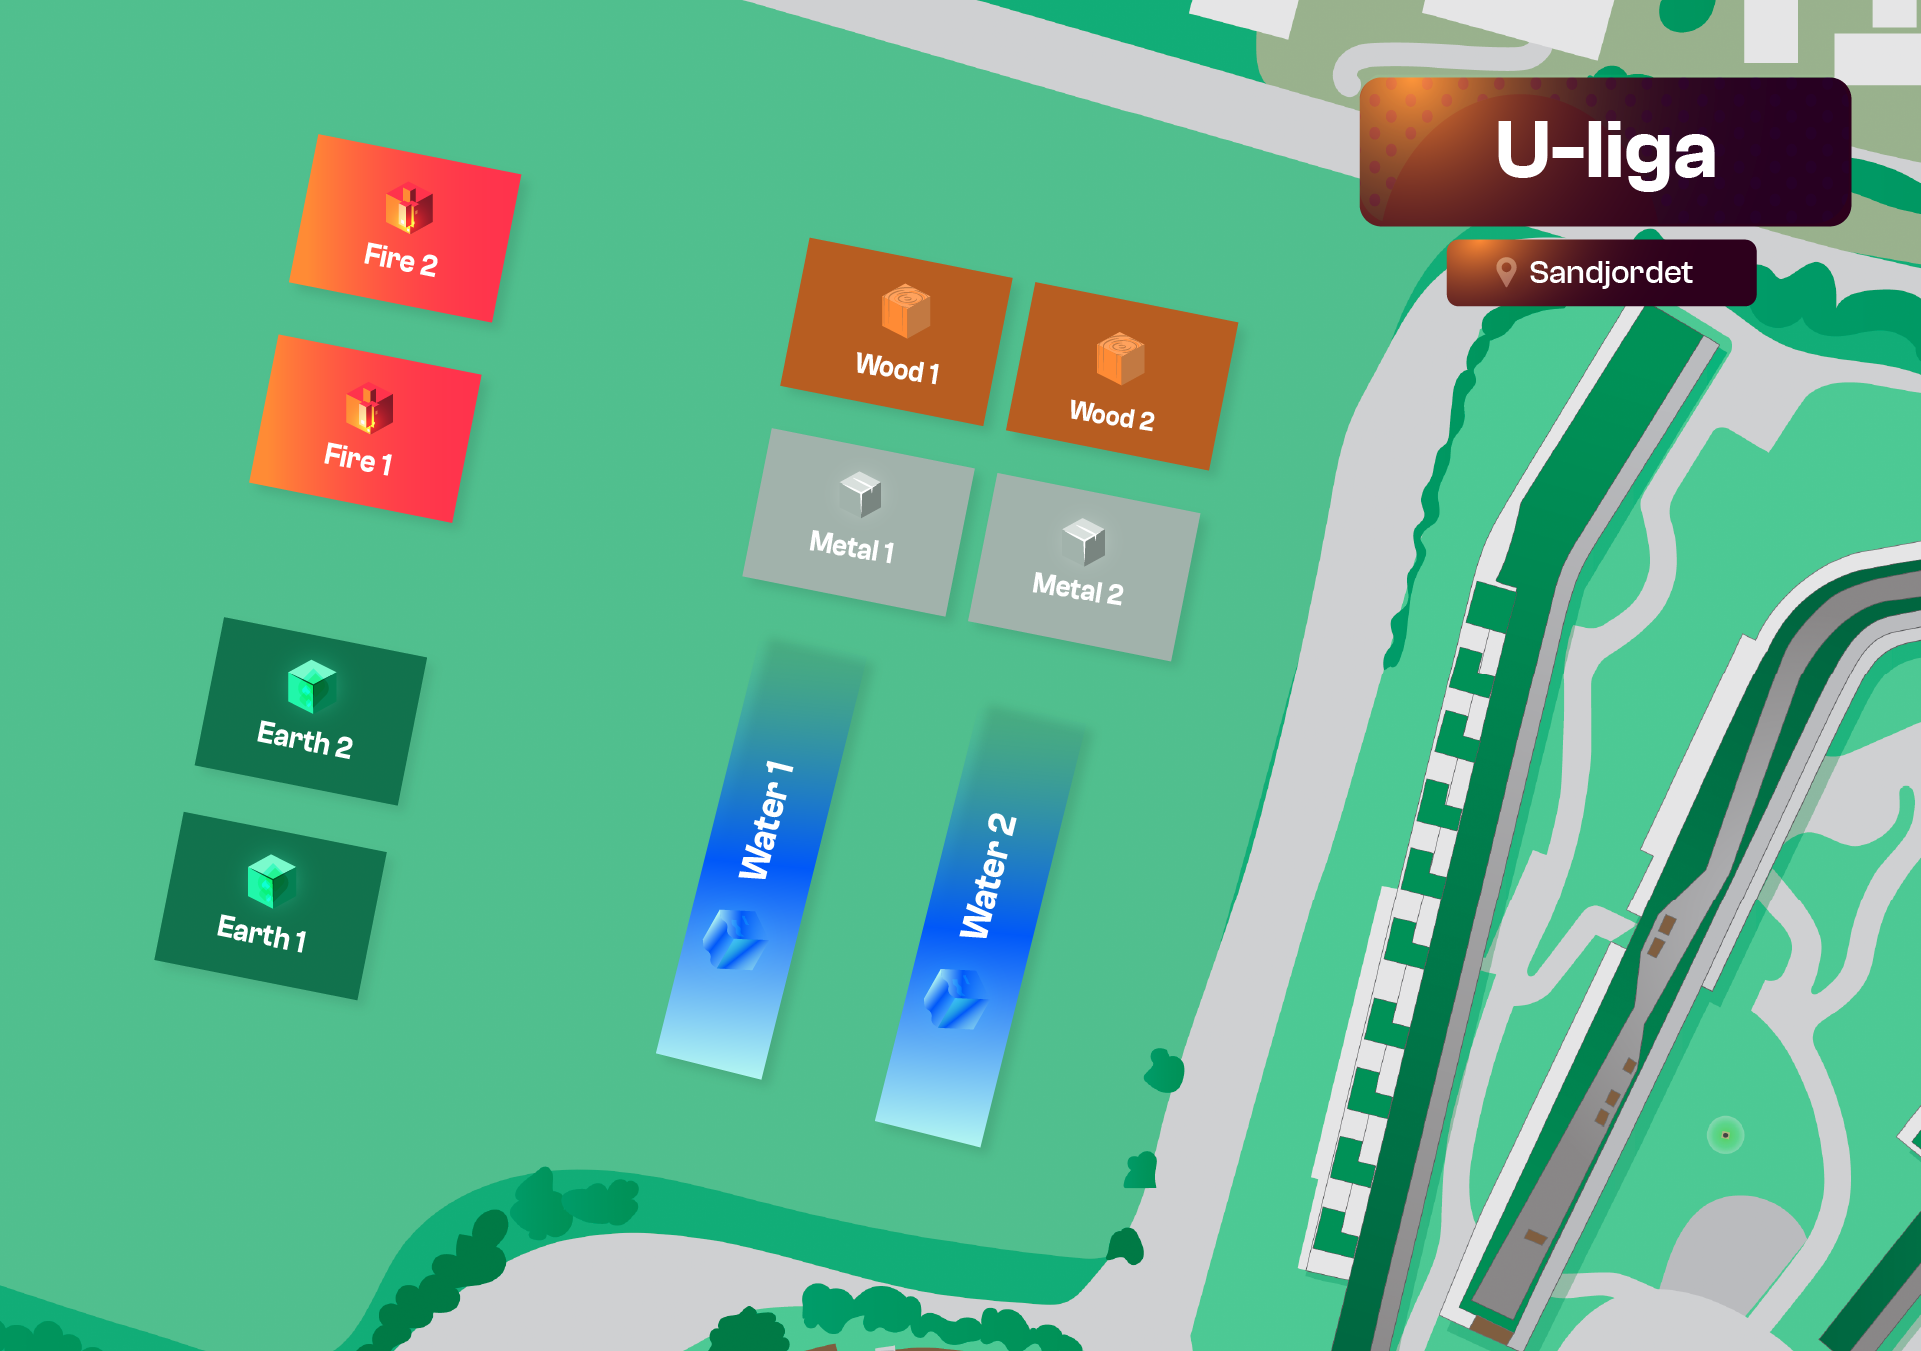 U-liga
Sandjordet
Fire 2
Fire 1
Wood 1
Wood 2
Metal 1
Metal 2
Earth 2
Earth 1
Water 1
Water 2